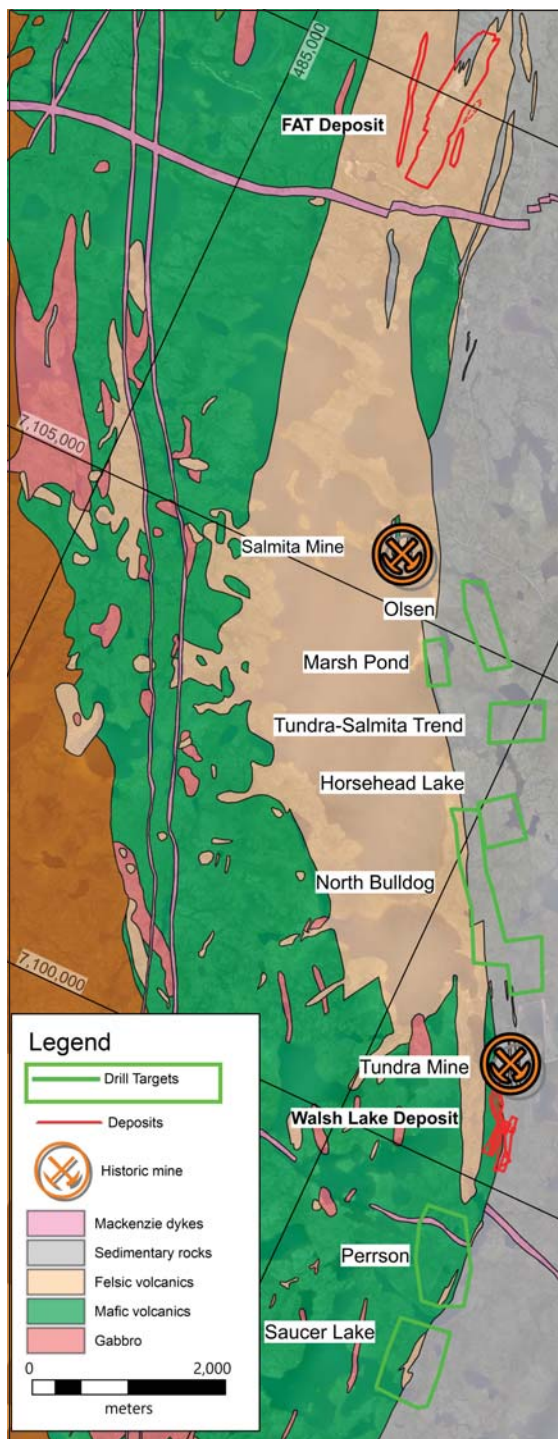 485,000
FAT Deposit
7,105,000
Salmita Mine
Olsen
Marsh Pond
Tundra-Salmita Trend
Horsehead Lake
North Bulldog
7,100,000
Tundra Mine
Walsh Lake Deposit
Perrson
Saucer Lake
Legend
Drill Targets
Deposits
Historic mine
Mackenzie dykes
Sedimentary rocks
Felsic volcanics
Mafic volcanics
Gabbro
0 2,000
meters